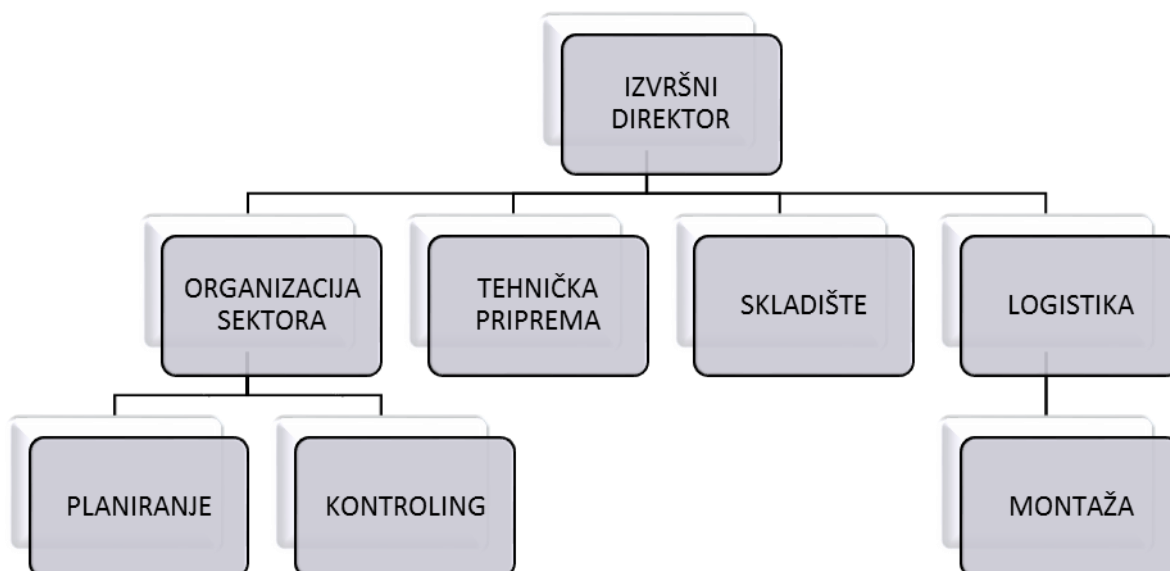 IZVRŠNI
DIREKTOR
ORGANIZACIJA
SEKTORA
TEHNIČKA
PRIPREMA
SKLADIŠTE
LOGISTIKA
PLANIRANJE
KONTROLING
MONTAŽA